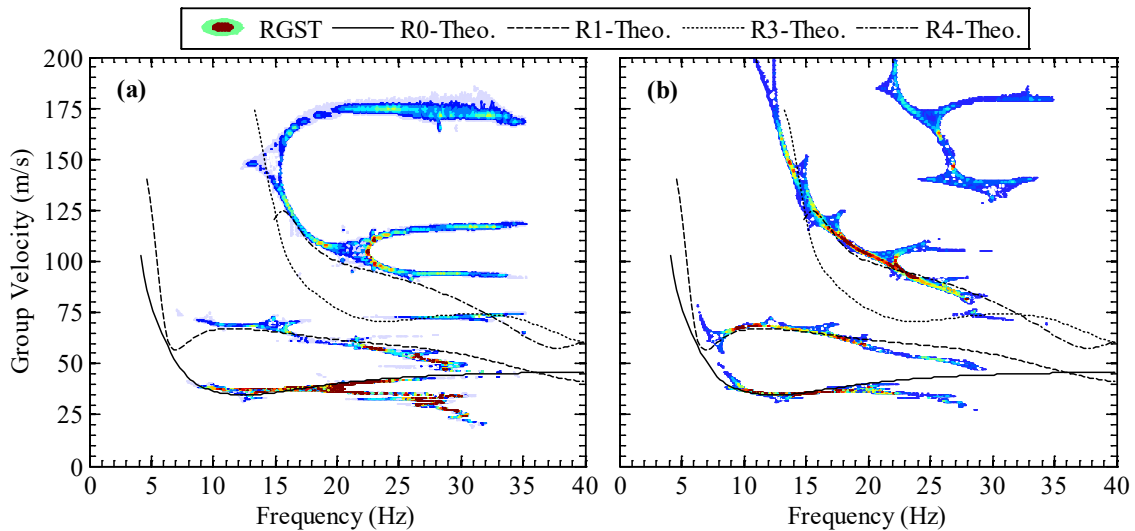 RGST R0-Theo. R1-Theo. R3-Theo. R4-Theo.
Group Velocity (m/s)
200
175
150
125
100
75
50
25
0
(a)
(b)
0 5 10 15 20 25 30 35 40
0 5 10 15 20 25 30 35 40
Frequency (Hz)
Frequency (Hz)